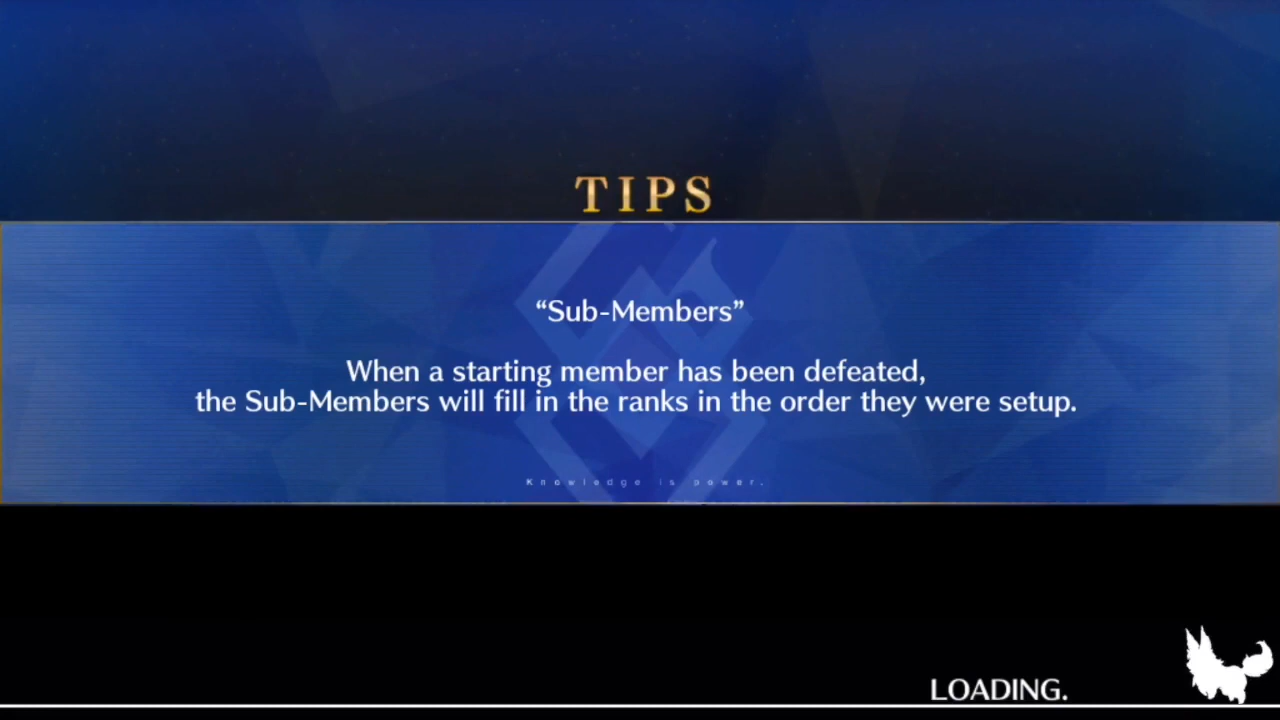 TIPS
“Sub-Members”
When a starting member has been defeated,
the Sub-Members will fill in the ranks in the order they were setup.
Knowledge is power.
LOADING.